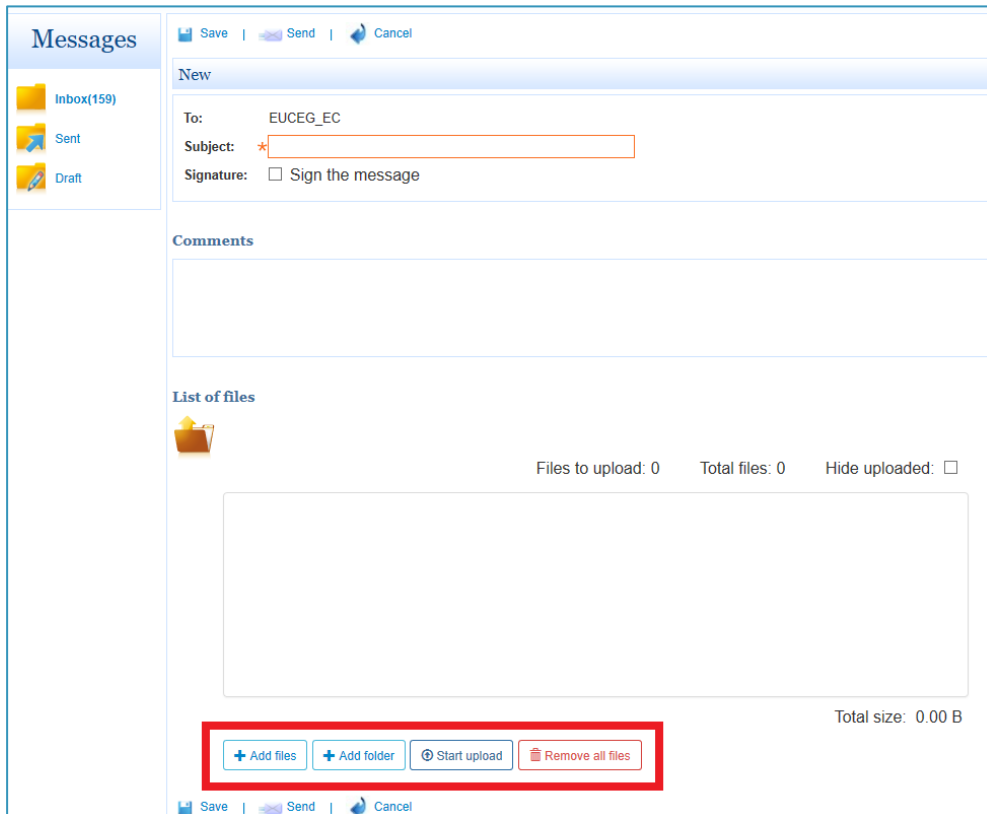 Messages
Inbox(159)
Sent
Draft
Save | Send | Cancel
New
To: EUCEG_EC
Subject: *
Signature: Sign the message
Comments
List of files
Files to upload: 0 Total files: 0 Hide uploaded:
Total size: 0.00 B
+ Add files + Add folder Start upload Remove all files
Save | Send | Cancel